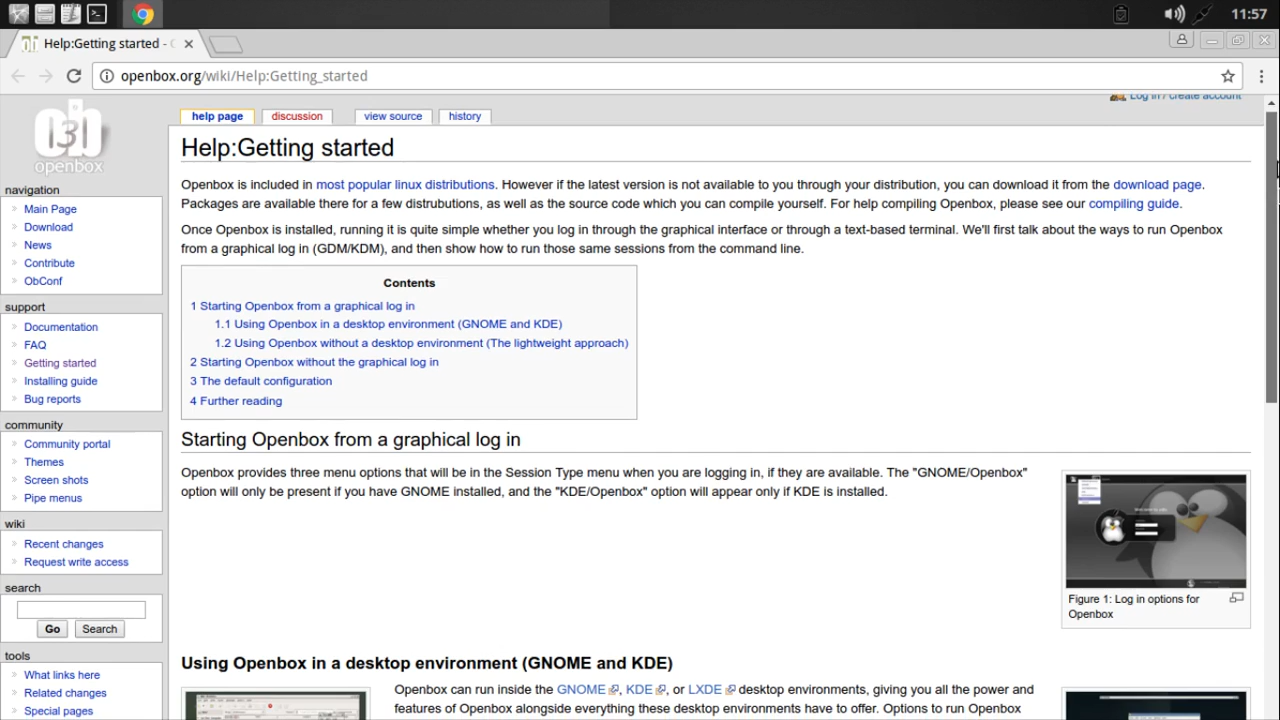 11:57
Help:Getting started - C
openbox.org/wiki/Help:Getting_started
Log in / create account
help page
discussion
view source
history
openbox
navigation
Main Page
Download
News
Contribute
ObConf
support
Documentation
FAQ
Getting started
Installing guide
Bug reports
community
Community portal
Themes
Screen shots
Pipe menus
wiki
Recent changes
Request write access
search
Go
Search
tools
What links here
Related changes
Special pages
Help:Getting started
Openbox is included in most popular linux distributions. However if the latest version is not available to you through your distribution, you can download it from the download page.
Packages are available there for a few distrubutions, as well as the source code which you can compile yourself. For help compiling Openbox, please see our compiling guide.
Once Openbox is installed, running it is quite simple whether you log in through the graphical interface or through a text-based terminal. We'll first talk about the ways to run Openbox
from a graphical log in (GDM/KDM), and then show how to run those same sessions from the command line.
Contents
1 Starting Openbox from a graphical log in
1.1 Using Openbox in a desktop environment (GNOME and KDE)
1.2 Using Openbox without a desktop environment (The lightweight approach)
2 Starting Openbox without the graphical log in
3 The default configuration
4 Further reading
Starting Openbox from a graphical log in
Openbox provides three menu options that will be in the Session Type menu when you are logging in, if they are available. The "GNOME/Openbox"
option will only be present if you have GNOME installed, and the "KDE/Openbox" option will appear only if KDE is installed.
Figure 1: Log in options for
Openbox
Using Openbox in a desktop environment (GNOME and KDE)
Openbox can run inside the GNOME, KDE, or LXDE desktop environments, giving you all the power and
features of Openbox alongside everything these desktop environments have to offer. Options to run Openbox